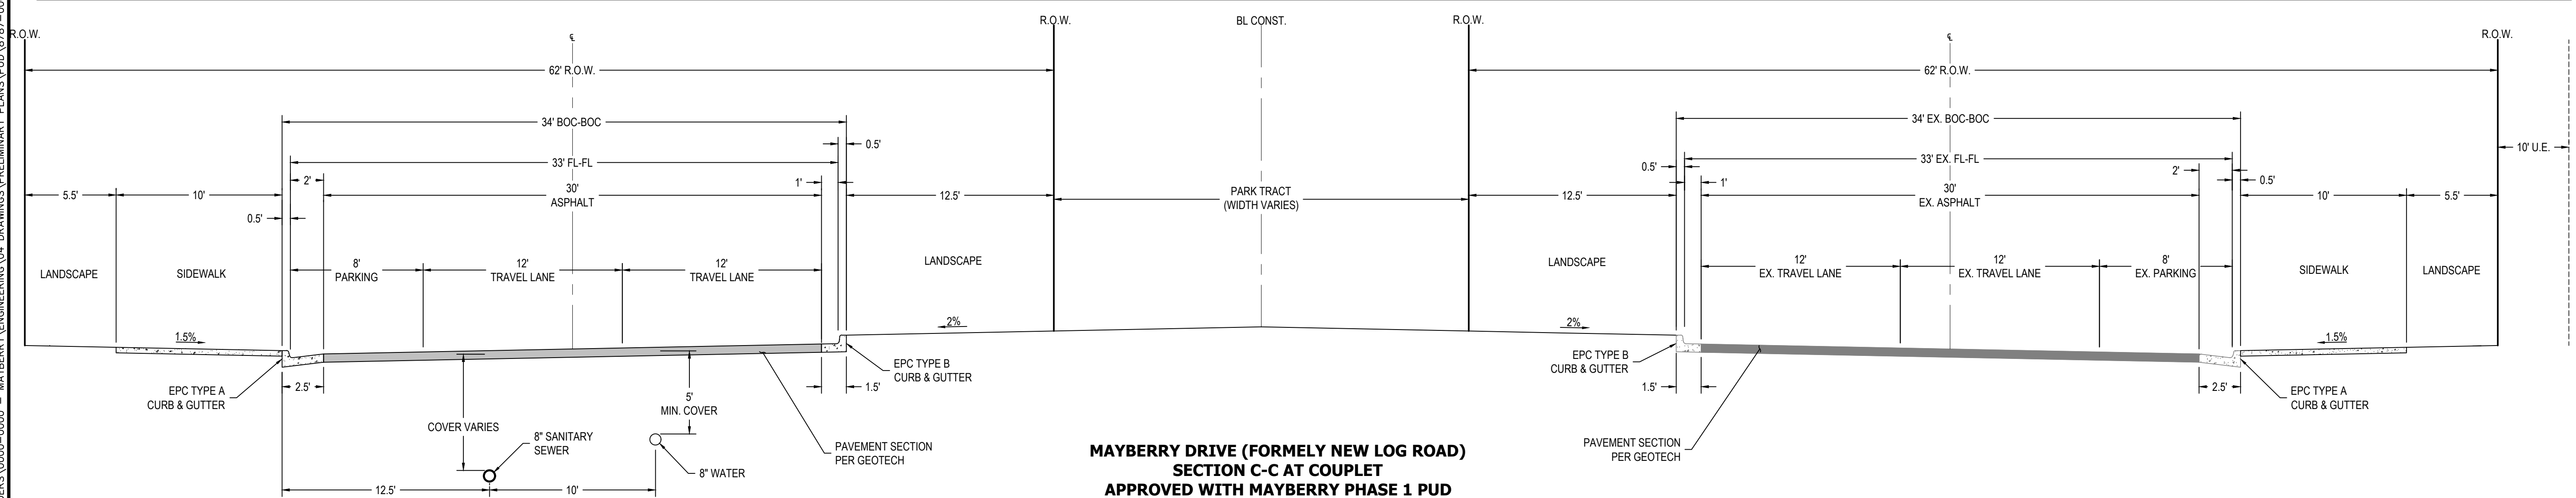 R.O.W.
R.O.W.
BL CONST.
R.O.W.
R.O.W.
℄
℄
62' R.O.W.
62' R.O.W.
34' BOC-BOC
34' EX. BOC-BOC
0.5'
33' FL-FL
0.5'
33' EX. FL-FL
10' U.E.
2'
1'
1'
2'
0.5'
5.5'
10'
30'
ASPHALT
12.5'
PARK TRACT
(WIDTH VARIES)
12.5'
30'
EX. ASPHALT
10'
5.5'
0.5'
LANDSCAPE
SIDEWALK
8'
PARKING
12'
TRAVEL LANE
12'
TRAVEL LANE
LANDSCAPE
LANDSCAPE
12'
EX. TRAVEL LANE
12'
EX. TRAVEL LANE
8'
EX. PARKING
SIDEWALK
LANDSCAPE
1.5%
2%
2%
1.5%
EPC TYPE A
CURB & GUTTER
2.5'
EPC TYPE B
CURB & GUTTER
1.5'
EPC TYPE B
CURB & GUTTER
1.5'
2.5'
EPC TYPE A
CURB & GUTTER
COVER VARIES
5'
MIN. COVER
8" SANITARY
SEWER
8" WATER
PAVEMENT SECTION
PER GEOTECH
PAVEMENT SECTION
PER GEOTECH
12.5'
10'
MAYBERRY DRIVE (FORMELY NEW LOG ROAD)
SECTION C-C AT COUPLET
APPROVED WITH MAYBERRY PHASE 1 PUD
MAYBERRY\ENGINEERING\04 DRAWINGS\PRELIMINARY PLANS\PUD